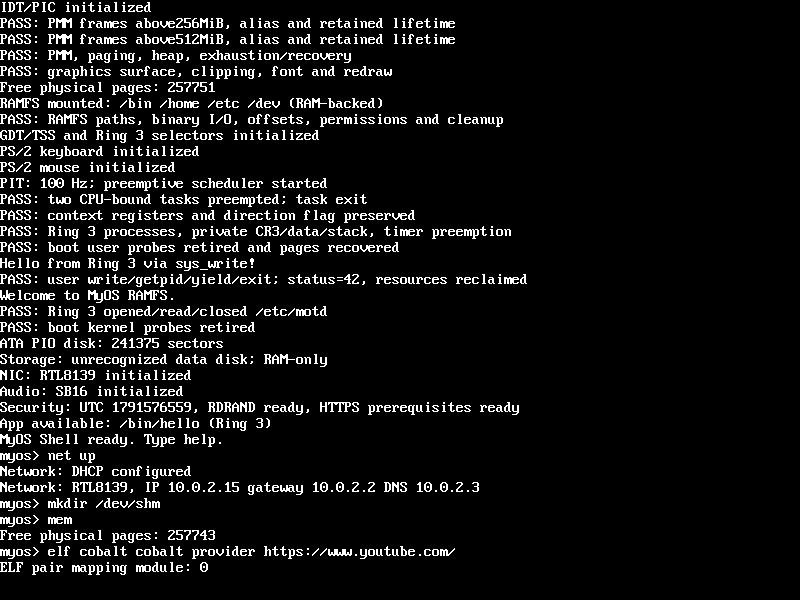 IDT/PIC initialized
PASS: PMM frames above256MiB, alias and retained lifetime
PASS: PMM frames above512MiB, alias and retained lifetime
PASS: PMM, paging, heap, exhaustion/recovery
PASS: graphics surface, clipping, font and redraw
Free physical pages: 257751
RAMFS mounted: /bin /home /etc /dev (RAM-backed)
PASS: RAMFS paths, binary I/O, offsets, permissions and cleanup
GDT/TSS and Ring 3 selectors initialized
PS/2 keyboard initialized
PS/2 mouse initialized
PIT: 100 Hz; preemptive scheduler started
PASS: two CPU-bound tasks preempted; task exit
PASS: context registers and direction flag preserved
PASS: Ring 3 processes, private CR3/data/stack, timer preemption
PASS: boot user probes retired and pages recovered
Hello from Ring 3 via sys_write!
PASS: user write/getpid/yield/exit; status=42, resources reclaimed
Welcome to MyOS RAMFS.
PASS: Ring 3 opened/read/closed /etc/motd
PASS: boot kernel probes retired
ATA PIO disk: 241375 sectors
Storage: unrecognized data disk; RAM-only
NIC: RTL8139 initialized
Audio: SB16 initialized
Security: UTC 1791576559, RDRAND ready, HTTPS prerequisites ready
App available: /bin/hello (Ring 3)
MyOS Shell ready. Type help.
myos> net up
Network: DHCP configured
Network: RTL8139, IP 10.0.2.15 gateway 10.0.2.2 DNS 10.0.2.3
myos> mkdir /dev/shm
myos> mem
Free physical pages: 257743
myos> elf cobalt cobalt provider https://www.youtube.com/
ELF pair mapping module: 0